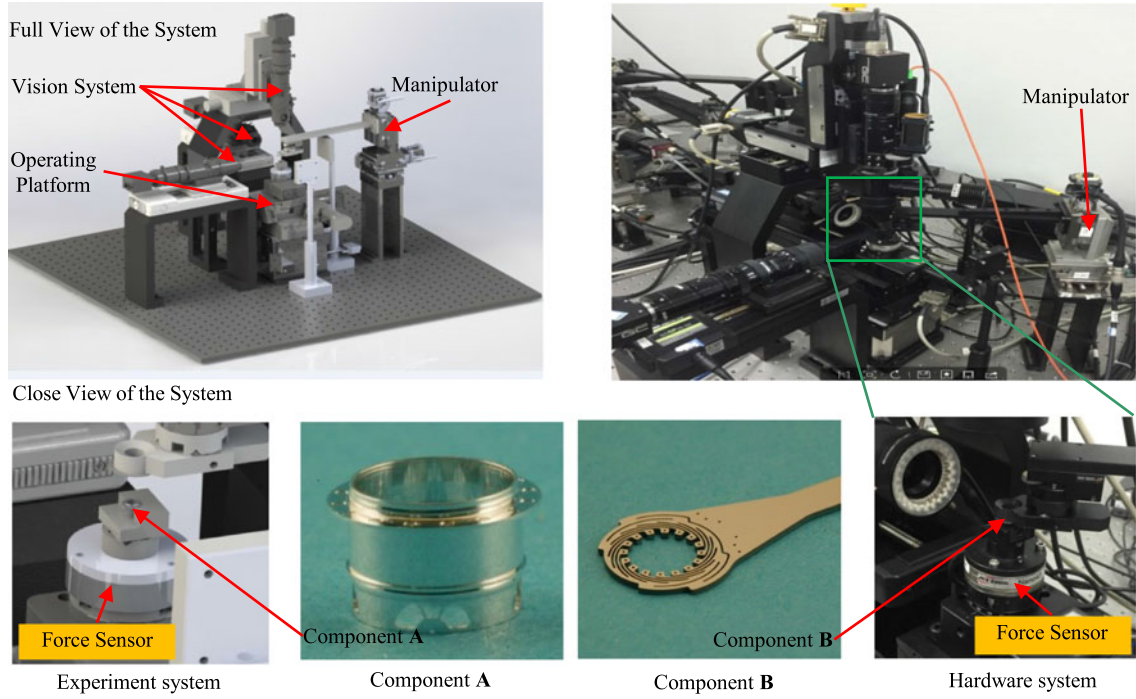 Full View of the System
Vision System
Manipulator
Operating
Platform
Manipulator
Close View of the System
Force Sensor
Component A
Component B
Force Sensor
Experiment system
Component A
Component B
Hardware system